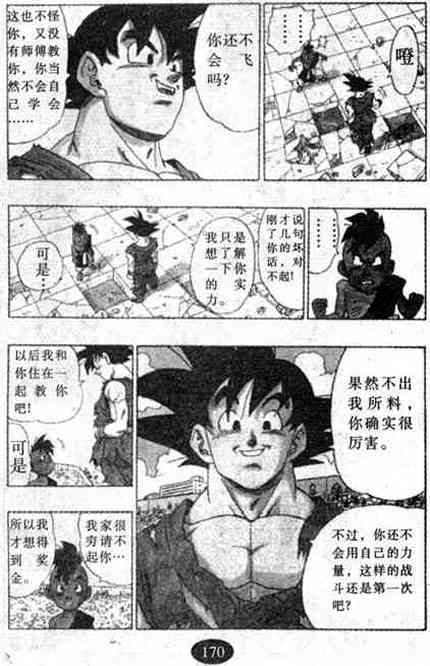 噔
……
你还不
会飞
吗?
……
这也不怪
你,又没
有师傅教
你,你当
然不会自
己学会
……
……
刚才说
了几句
你的坏
话,对
不起!
我只是
想了解
一下你
的实
力。
可
是…
果然不出
我所料,
你确实很
厉害。
不过,你还不
会用自己的力
量,这样的战
斗还是第一次
吧?
以后我和
你住在一
起教你
吧!
可
是
我家很
穷请不
起你…
所以我
才想得
到奖
金。
170